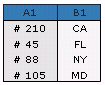 A1 B1
# 210 CA
# 45 FL
# 88 NY
# 105 MD